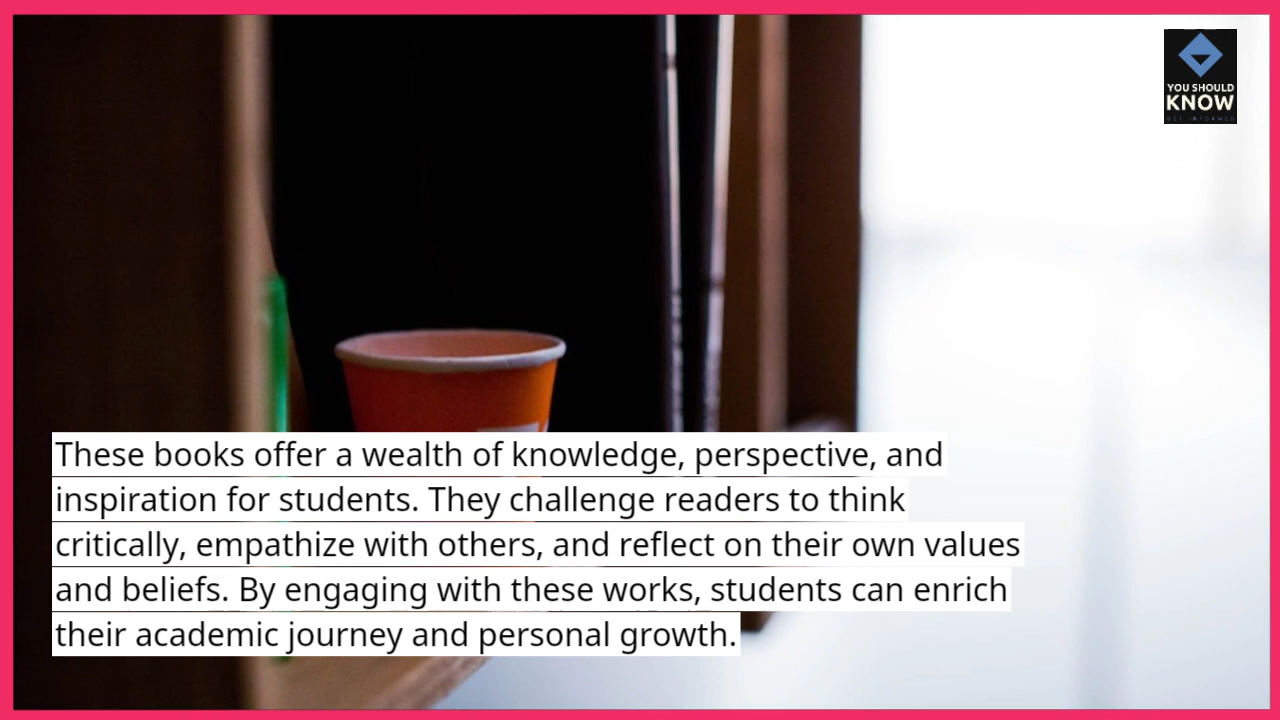 YOU SHOULD
KNOW
GET INFORMED
These books offer a wealth of knowledge, perspective, and
inspiration for students. They challenge readers to think
critically, empathize with others, and reflect on their own values
and beliefs. By engaging with these works, students can enrich
their academic journey and personal growth.